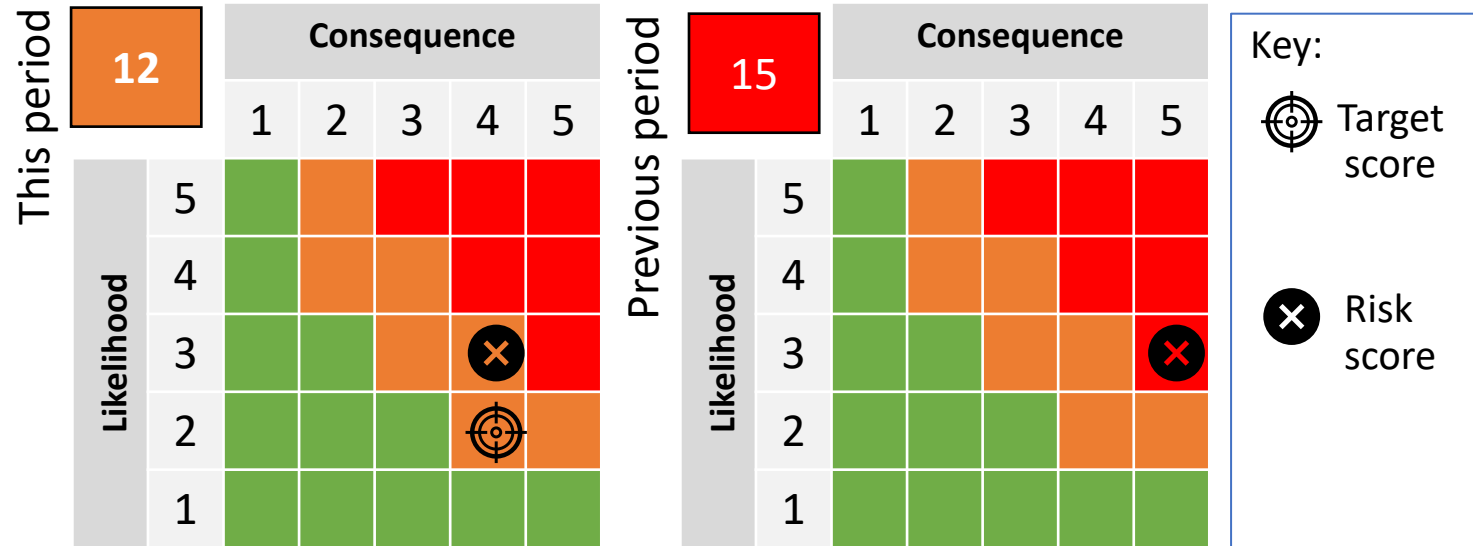 This period
12
Consequence
1 2 3 4 5
Likelihood
5
4
3
2
1
Previous period
15
Consequence
1 2 3 4 5
Likelihood
5
4
3
2
1
Key:
Target
score
Risk
score